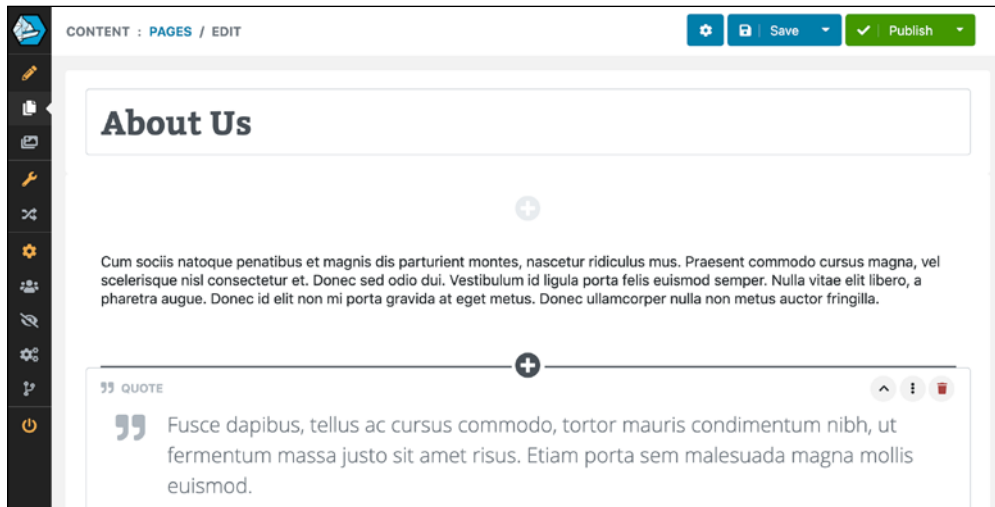 CONTENT : PAGES / EDIT
Save
Publish
About Us
Cum sociis natoque penatibus et magnis dis parturient montes, nascetur ridiculus mus. Praesent commodo cursus magna, vel
scelerisque nisl consectetur et. Donec sed odio dui. Vestibulum id ligula porta felis euismod semper. Nulla vitae elit libero, a
pharetra augue. Donec id elit non mi porta gravida at eget metus. Donec ullamcorper nulla non metus auctor fringilla.
QUOTE
Fusce dapibus, tellus ac cursus commodo, tortor mauris condimentum nibh, ut
fermentum massa justo sit amet risus. Etiam porta sem malesuada magna mollis
euismod.